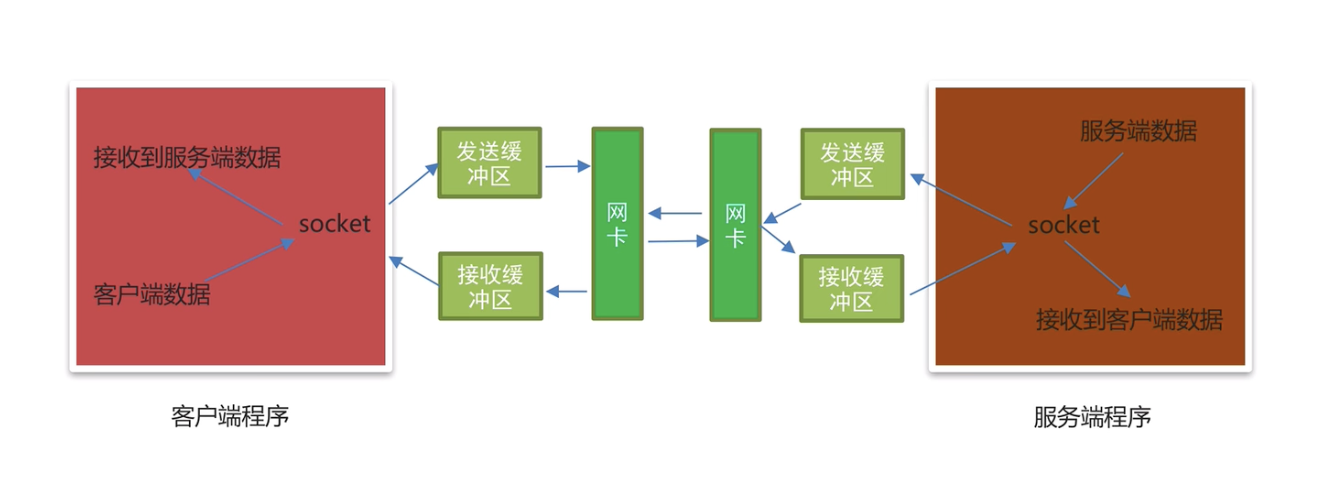 接收到服务端数据
socket
客户端数据
客户端程序
发送缓
冲区
接收缓
冲区
网
卡
网
卡
发送缓
冲区
接收缓
冲区
服务端数据
socket
接收到客户端数据
服务端程序